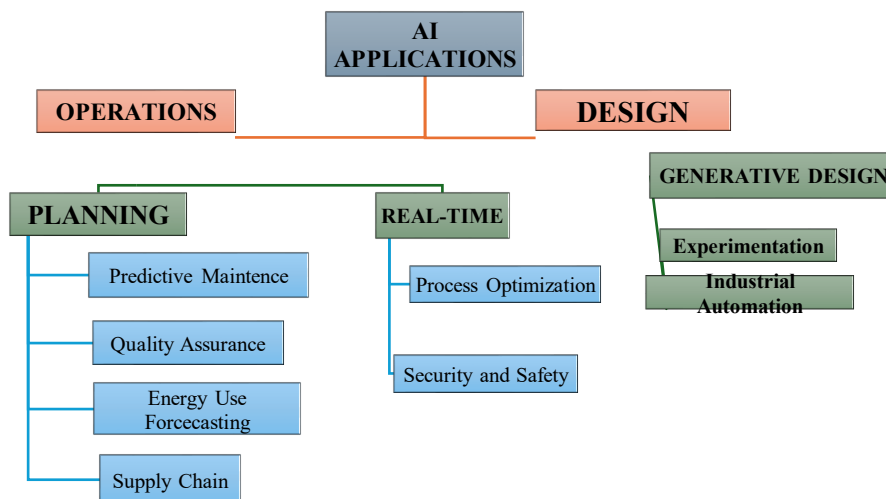 AI
APPLICATIONS
OPERATIONS
DESIGN
PLANNING
Predictive Maintence
Quality Assurance
Energy Use
Forcecasting
Supply Chain
REAL-TIME
Process Optimization
Security and Safety
GENERATIVE DESIGN
Experimentation
Industrial
Automation